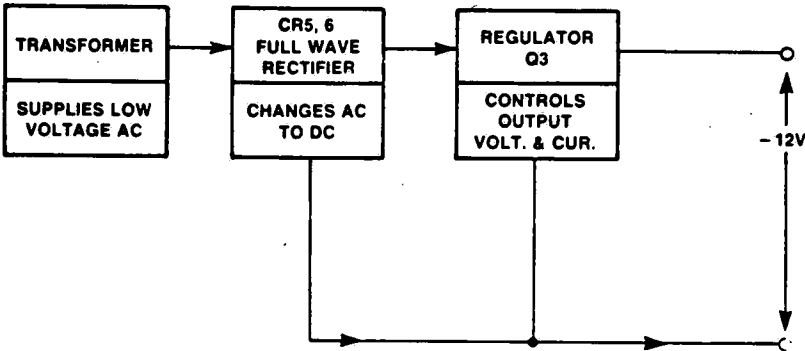 TRANSFORMER
SUPPLIES LOW
VOLTAGE AC
CR5, 6
FULL WAVE
RECTIFIER
CHANGES AC
TO DC
REGULATOR
Q3
CONTROLS
OUTPUT
VOLT. & CUR.
–12V